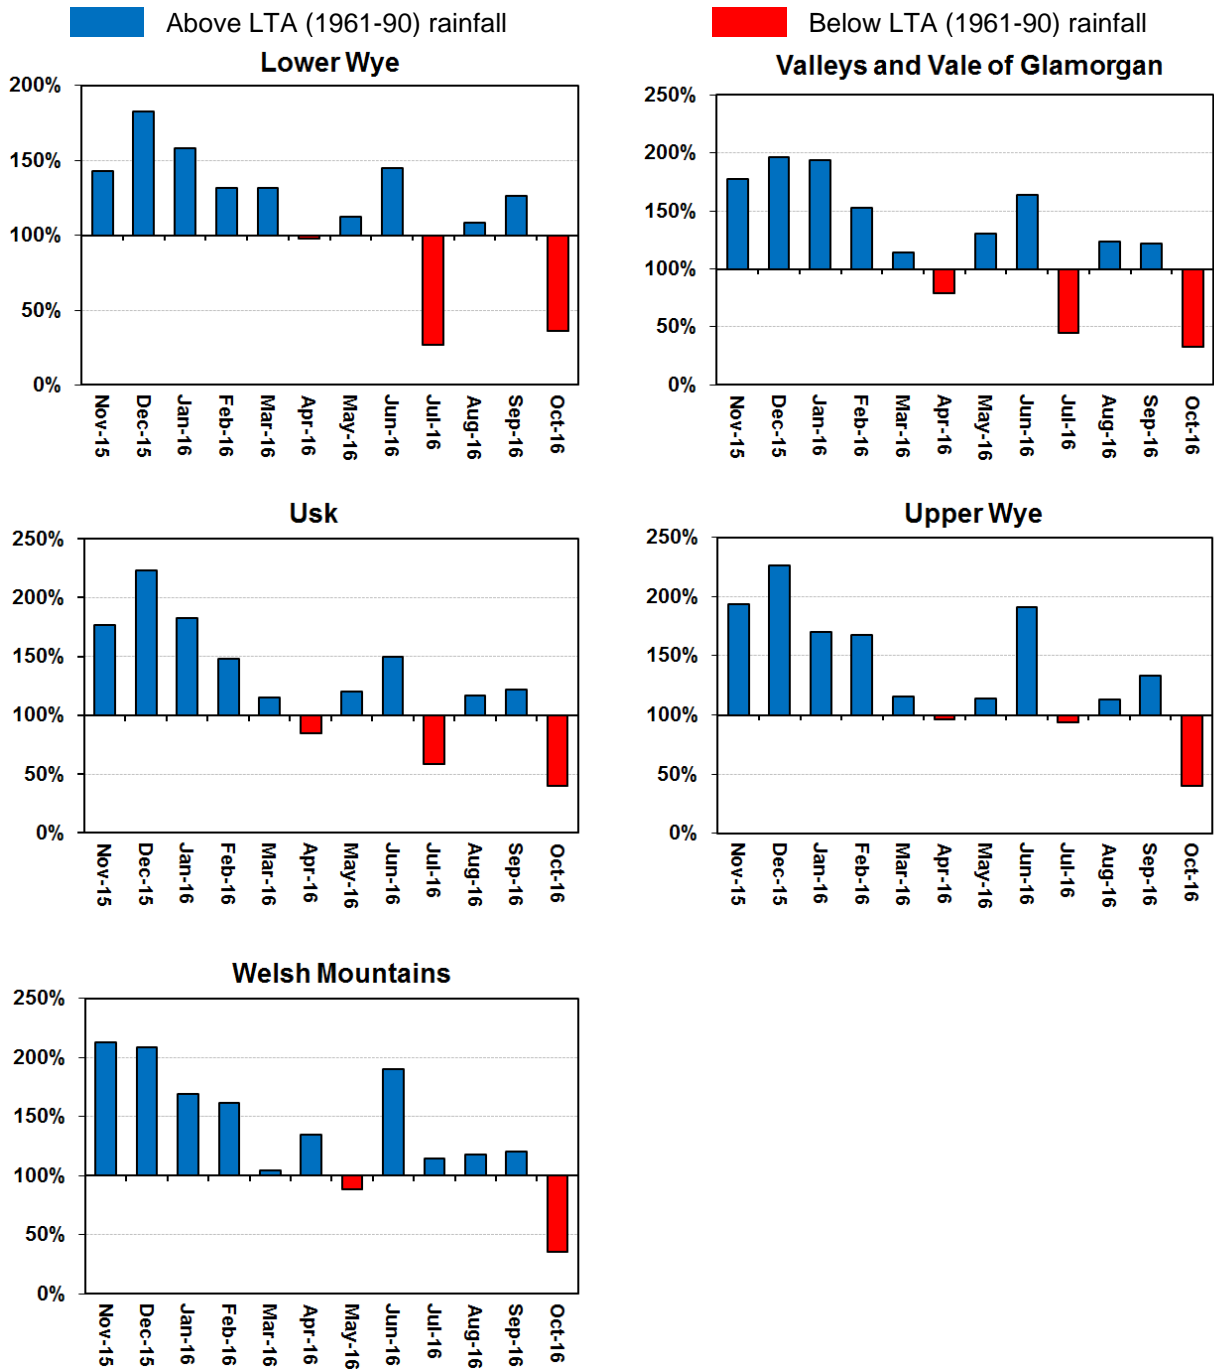 Above LTA (1961-90) rainfall
Below LTA (1961-90) rainfall
Lower Wye
200%
150%
100%
50%
0%
Nov-15
Dec-15
Jan-16
Feb-16
Mar-16
Apr-16
May-16
Jun-16
Jul-16
Aug-16
Sep-16
Oct-16
Valleys and Vale of Glamorgan
250%
200%
150%
100%
50%
0%
Nov-15
Dec-15
Jan-16
Feb-16
Mar-16
Apr-16
May-16
Jun-16
Jul-16
Aug-16
Sep-16
Oct-16
Usk
250%
200%
150%
100%
50%
0%
Nov-15
Dec-15
Jan-16
Feb-16
Mar-16
Apr-16
May-16
Jun-16
Jul-16
Aug-16
Sep-16
Oct-16
Upper Wye
250%
200%
150%
100%
50%
0%
Nov-15
Dec-15
Jan-16
Feb-16
Mar-16
Apr-16
May-16
Jun-16
Jul-16
Aug-16
Sep-16
Oct-16
Welsh Mountains
250%
200%
150%
100%
50%
0%
Nov-15
Dec-15
Jan-16
Feb-16
Mar-16
Apr-16
May-16
Jun-16
Jul-16
Aug-16
Sep-16
Oct-16